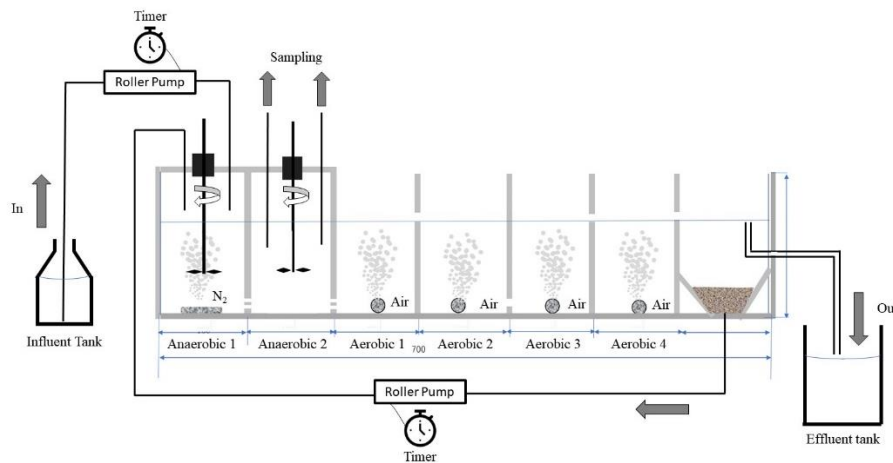 Timer
Roller Pump
Sampling
In
N2
Air
Air
Air
Air
Ou
Influent Tank
Anaerobic 1
Anaerobic 2
Aerobic 1
Aerobic 2
Aerobic 3
Aerobic 4
700
Roller Pump
Timer
Effluent tank